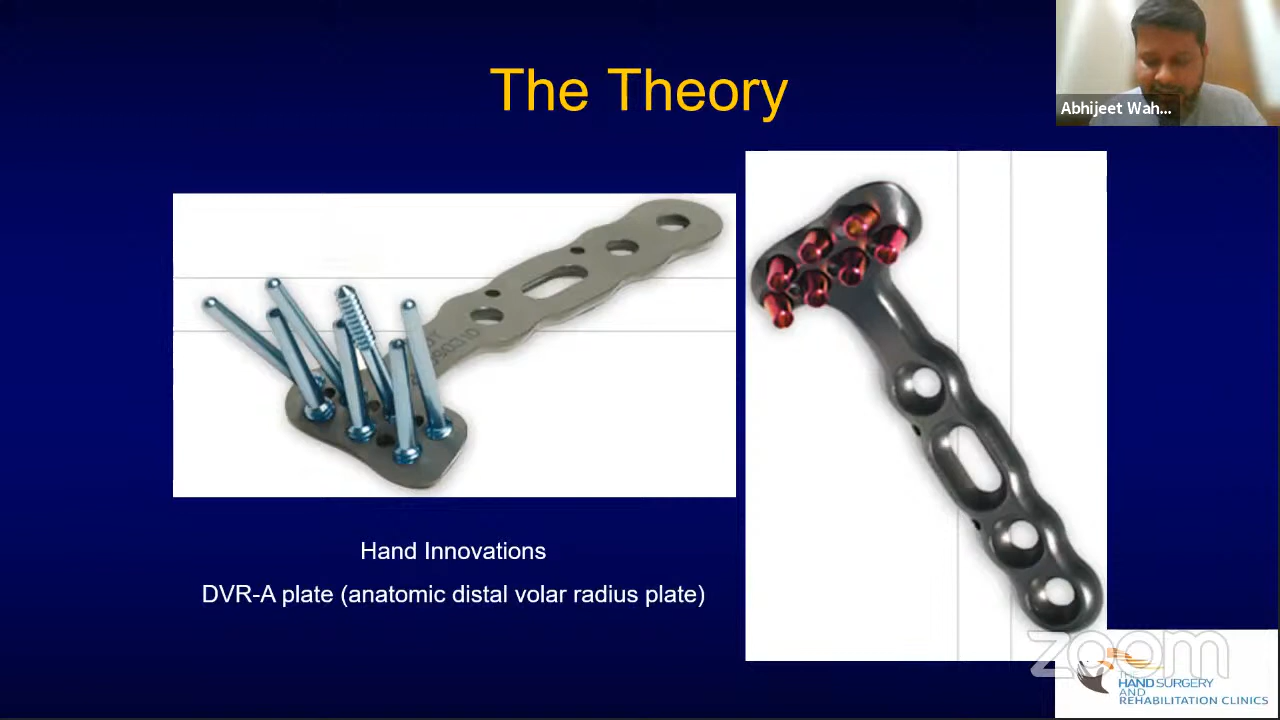 The Theory
Abhijeet Wah...
Hand Innovations
DVR-A plate (anatomic distal volar radius plate)
zoom
THE
HAND SURGERY
AND
REHABILITATION CLINICS